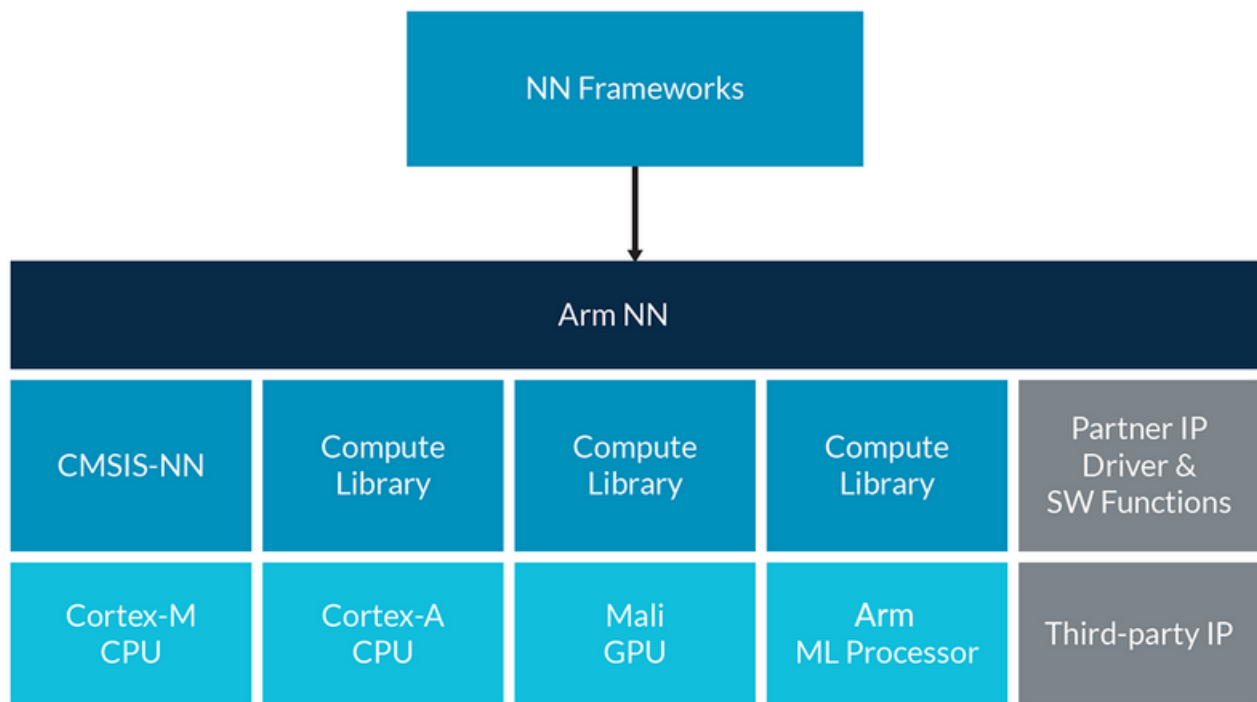 NN Frameworks
Arm NN
CMSIS-NN
Compute
Library
Compute
Library
Compute
Library
Partner IP
Driver &
SW Functions
Cortex-M
CPU
Cortex-A
CPU
Mali
GPU
Arm
ML Processor
Third-party IP